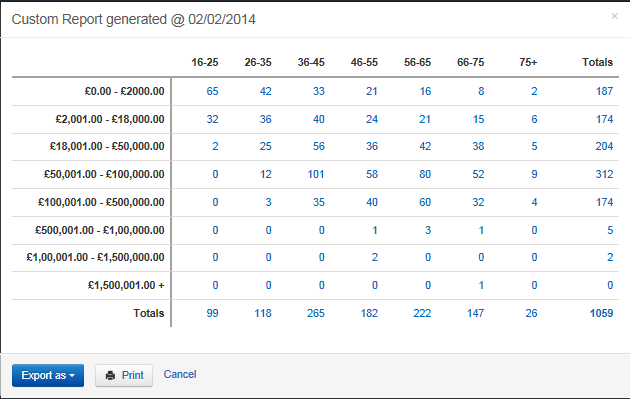 Custom Report generated @ 02/02/2014 ×
16-25 26-35 36-45 46-55 56-65 66-75 75+ Totals
£0.00 - £2000.00 65 42 33 21 16 8 2 187
£2,001.00 - £18,000.00 32 36 40 24 21 15 6 174
£18,001.00 - £50,000.00 2 25 56 36 42 38 5 204
£50,001.00 - £100,000.00 0 12 101 58 80 52 9 312
£100,001.00 - £500,000.00 0 3 35 40 60 32 4 174
£500,001.00 - £1,00,000.00 0 0 0 1 3 1 0 5
£1,00,001.00 - £1,500,000.00 0 0 0 2 0 0 0 2
£1,500,001.00 + 0 0 0 0 0 1 0 0
Totals 99 118 265 182 222 147 26 1059
Export as Print Cancel